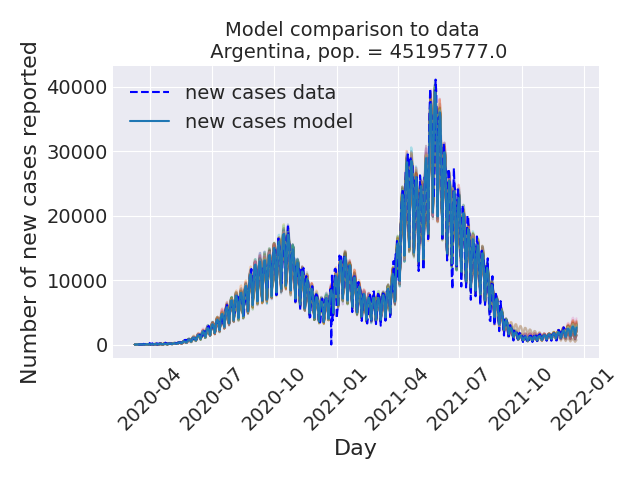 Model comparison to data
Argentina, pop. = 45195777.0
Number of new cases reported
40000
30000
20000
10000
0
new cases data
new cases model
2020-04
2020-07
2020-10
2021-01
2021-04
2021-07
2021-10
2022-01
Day